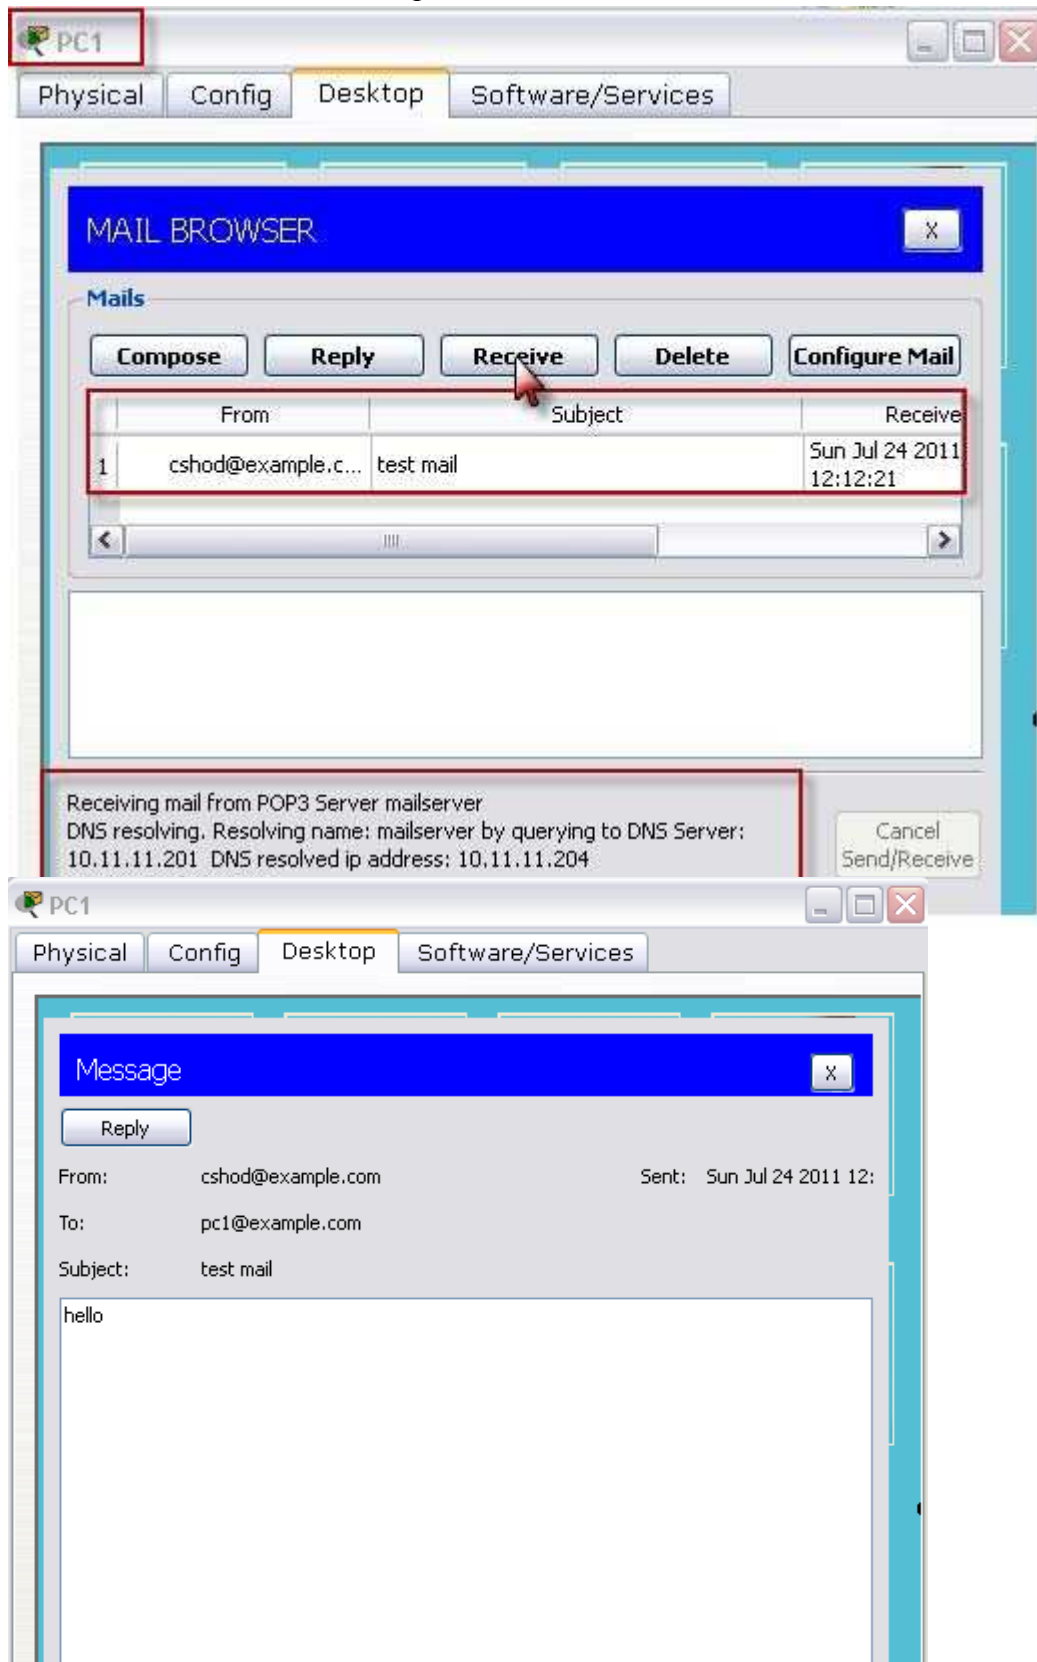 PC1
Physical Config Desktop Software/Services
MAIL BROWSER X
Mails
Compose Reply Receive Delete Configure Mail
From Subject Receive
1 cshod@example.c... test mail Sun Jul 24 2011
12:12:21
Receiving mail from POP3 Server mailserver
DNS resolving. Resolving name: mailserver by querying to DNS Server:
10.11.11.201 DNS resolved ip address: 10.11.11.204
Cancel
Send/Receive
PC1
Physical Config Desktop Software/Services
Message X
Reply
From: cshod@example.com Sent: Sun Jul 24 2011 12:
To: pc1@example.com
Subject: test mail
hello